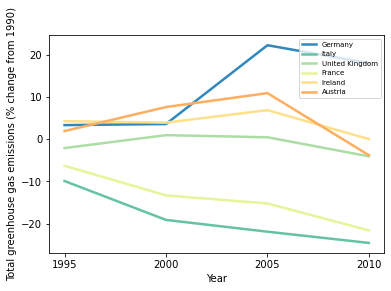 Total greenhouse gas emissions (% change from 1990)
20
10
0
−10
−20
1995
2000
2005
2010
Year
Germany
Italy
United Kingdom
France
Ireland
Austria